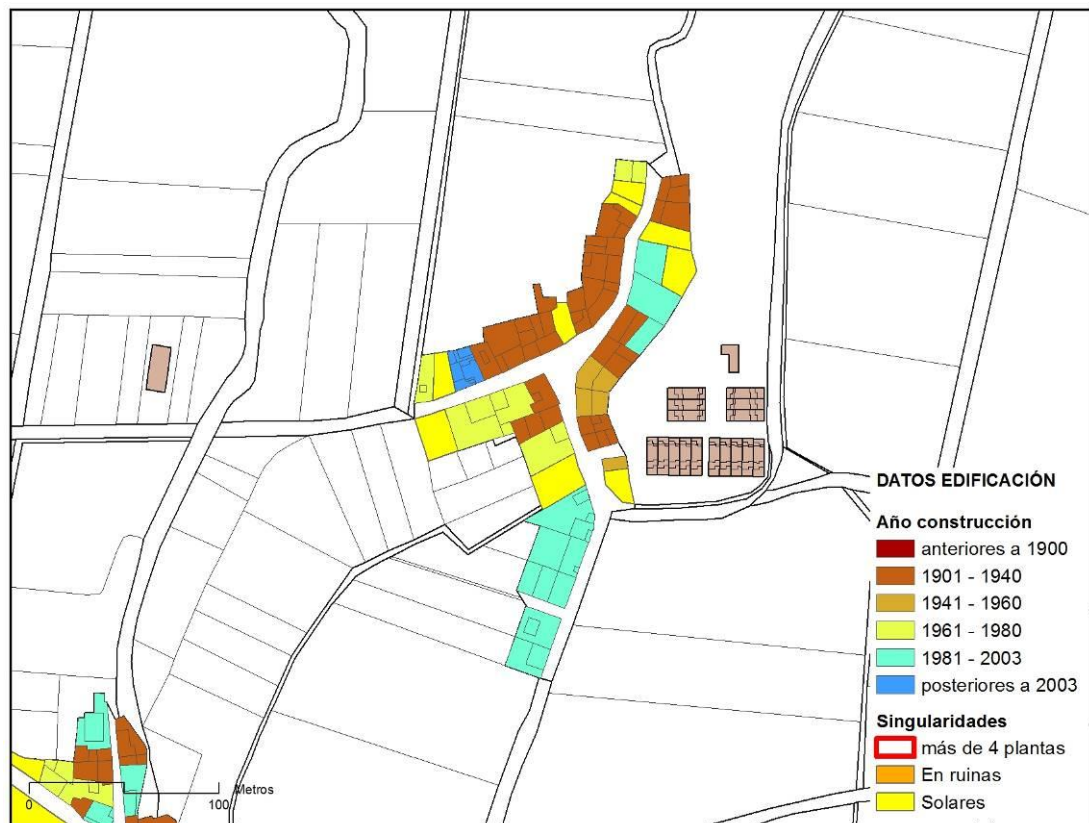 DATOS EDIFICACIÓN
Año construcción
anteriores a 1900
1901 - 1940
1941 - 1960
1961 - 1980
1981 - 2003
posteriores a 2003
Singularidades
más de 4 plantas
En ruinas
Solares
Metros
0 100